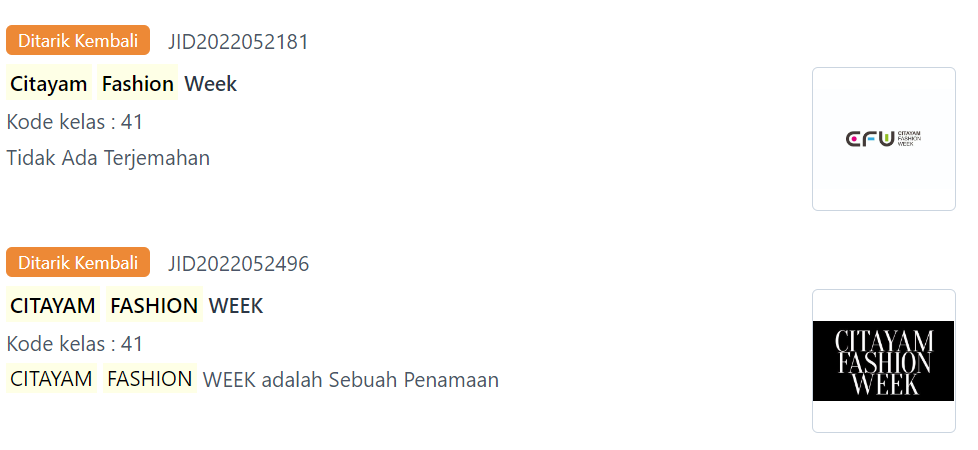 Ditarik Kembali JID2022052181
Citayam Fashion Week
Kode kelas : 41
Tidak Ada Terjemahan
CFW CITAYAM
FASHION
WEEK
Ditarik Kembali JID2022052496
CITAYAM FASHION WEEK
Kode kelas : 41
CITAYAM FASHION WEEK adalah Sebuah Penamaan
CITAYAM
FASHION
WEEK